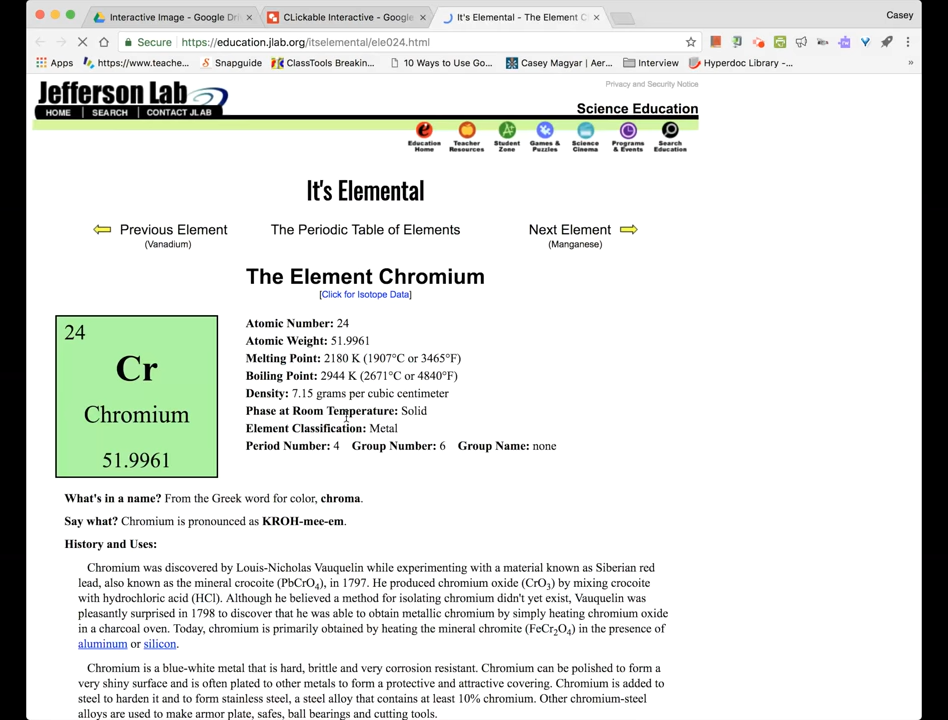 Interactive Image - Google Dri
CLickable Interactive - Google
It's Elemental - The Element C
Casey
Secure
https://education.jlab.org/itselemental/ele024.html
Apps
https://www.teache...
Snapguide
ClassTools Breakin...
10 Ways to Use Go...
Casey Magyar | Aer...
Interview
Hyperdoc Library -...
»
Jefferson Lab
HOME | SEARCH | CONTACT JLAB
Privacy and Security Notice
Science Education
Education Home
Teacher Resources
Student Zone
Games & Puzzles
Science Cinema
Programs & Events
Search Education
It's Elemental
Previous Element
(Vanadium)
The Periodic Table of Elements
Next Element
(Manganese)
The Element Chromium
[Click for Isotope Data]
24
Cr
Chromium
51.9961
Atomic Number: 24
Atomic Weight: 51.9961
Melting Point: 2180 K (1907°C or 3465°F)
Boiling Point: 2944 K (2671°C or 4840°F)
Density: 7.15 grams per cubic centimeter
Phase at Room Temperature: Solid
Element Classification: Metal
Period Number: 4 Group Number: 6 Group Name: none
What's in a name? From the Greek word for color, chroma.
Say what? Chromium is pronounced as KROH-mee-em.
History and Uses:
Chromium was discovered by Louis-Nicholas Vauquelin while experimenting with a material known as Siberian red
lead, also known as the mineral crocoite (PbCrO4), in 1797. He produced chromium oxide (CrO3) by mixing crocoite
with hydrochloric acid (HCl). Although he believed a method for isolating chromium didn't yet exist, Vauquelin was
pleasantly surprised in 1798 to discover that he was able to obtain metallic chromium by simply heating chromium oxide
in a charcoal oven. Today, chromium is primarily obtained by heating the mineral chromite (FeCr2O4) in the presence of
aluminum or silicon.
Chromium is a blue-white metal that is hard, brittle and very corrosion resistant. Chromium can be polished to form a
very shiny surface and is often plated to other metals to form a protective and attractive covering. Chromium is added to
steel to harden it and to form stainless steel, a steel alloy that contains at least 10% chromium. Other chromium-steel
alloys are used to make armor plate, safes, ball bearings and cutting tools.